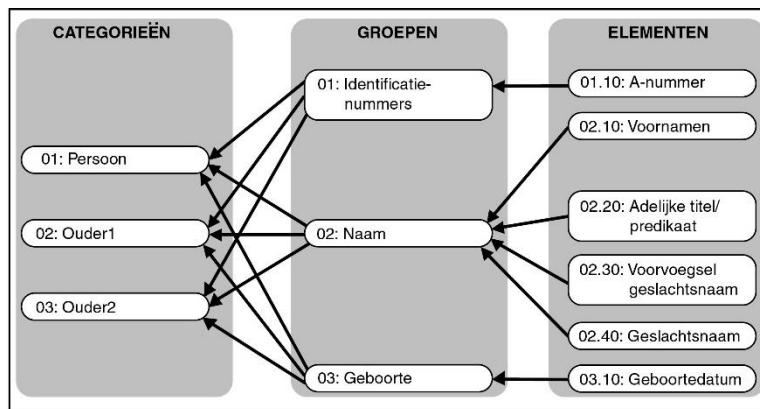 CATEGORIEËN
01: Persoon
02: Ouder1
03: Ouder2
GROEPEN
01: Identificatie-
nummers
02: Naam
03: Geboorte
ELEMENTEN
01.10: A-nummer
02.10: Voornamen
02.20: Adelijke titel/
predikaat
02.30: Voorvoegsel
geslachtsnaam
02.40: Geslachtsnaam
03.10: Geboortedatum